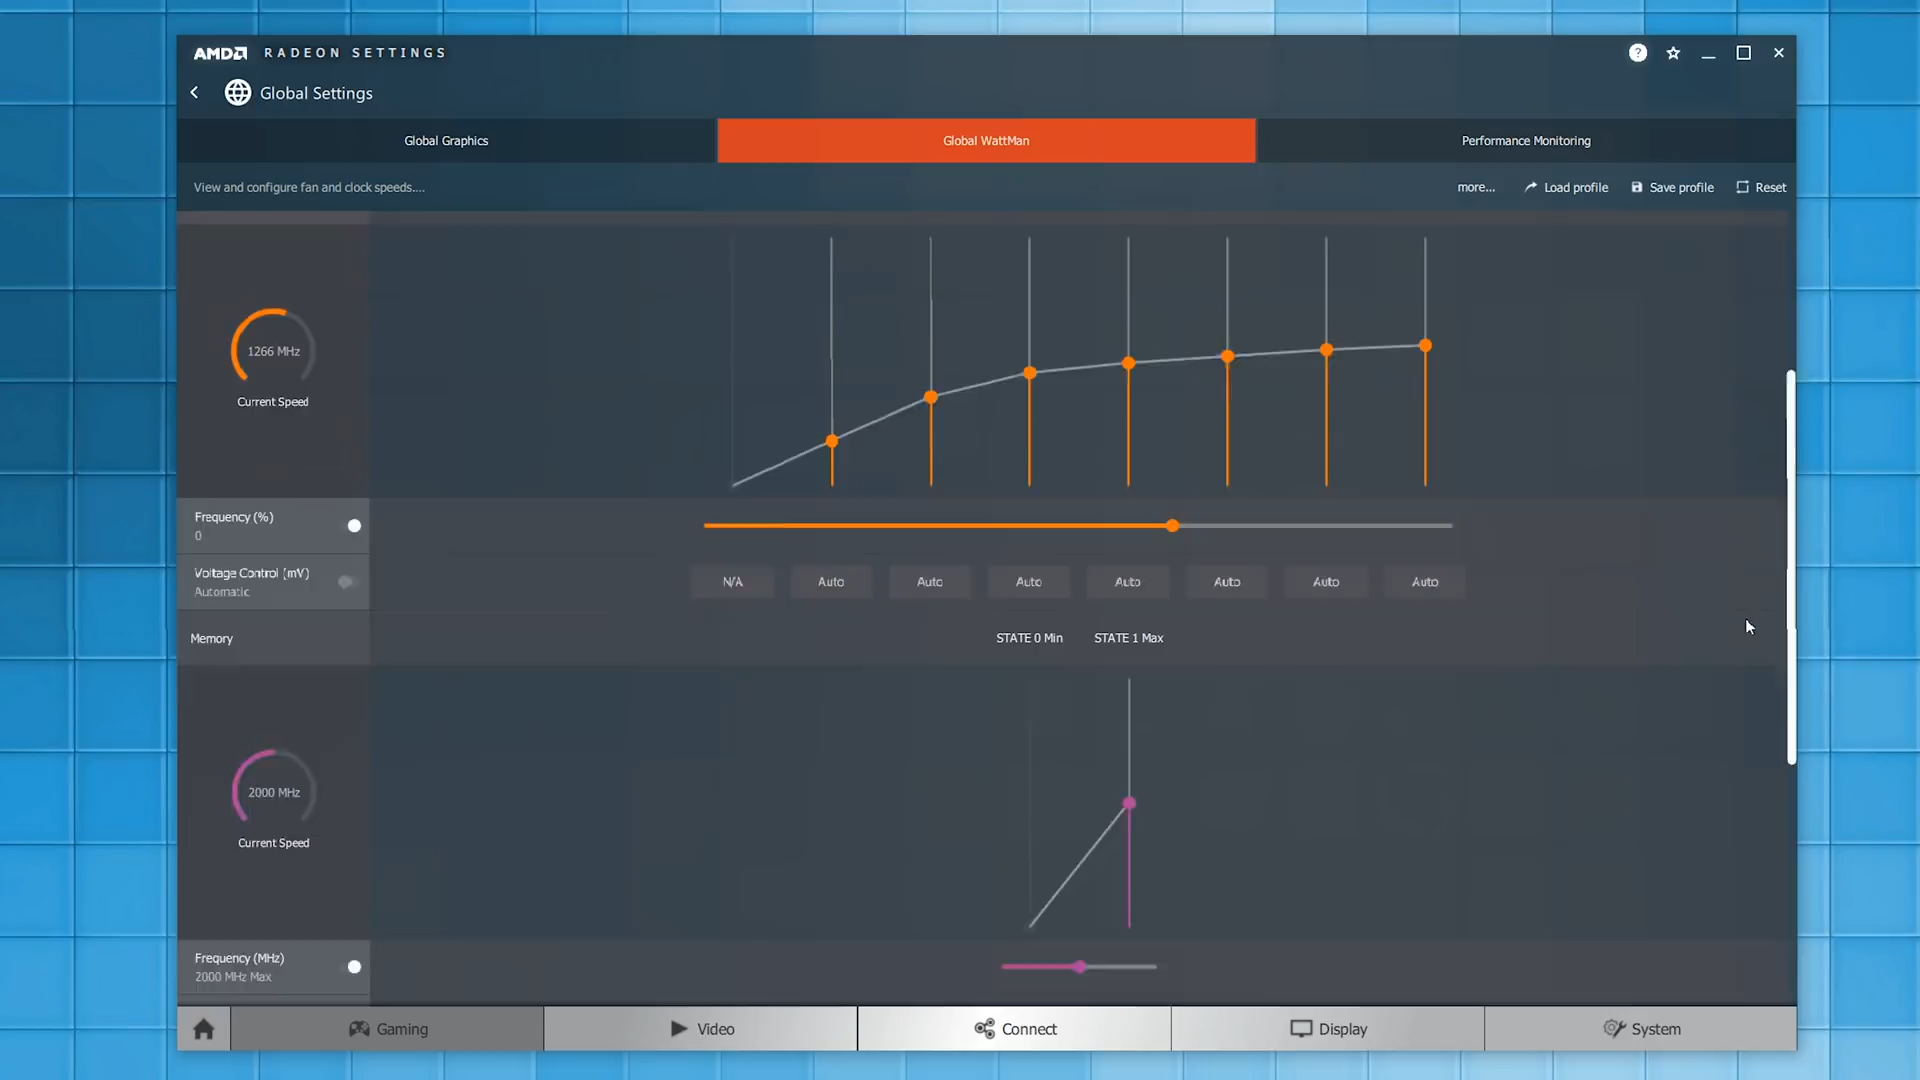 AMD RADEON SETTINGS
?
Global Settings
Global Graphics
Global WattMan
Performance Monitoring
View and configure fan and clock speeds....
more...
Load profile
Save profile
Reset
1266 MHz
Current Speed
Frequency (%)
0
Voltage Control (mV)
Automatic
N/A
Auto
Auto
Auto
Auto
Auto
Auto
Auto
Memory
STATE 0 Min
STATE 1 Max
2000 MHz
Current Speed
Frequency (MHz)
2000 MHz Max
Gaming
Video
Connect
Display
System